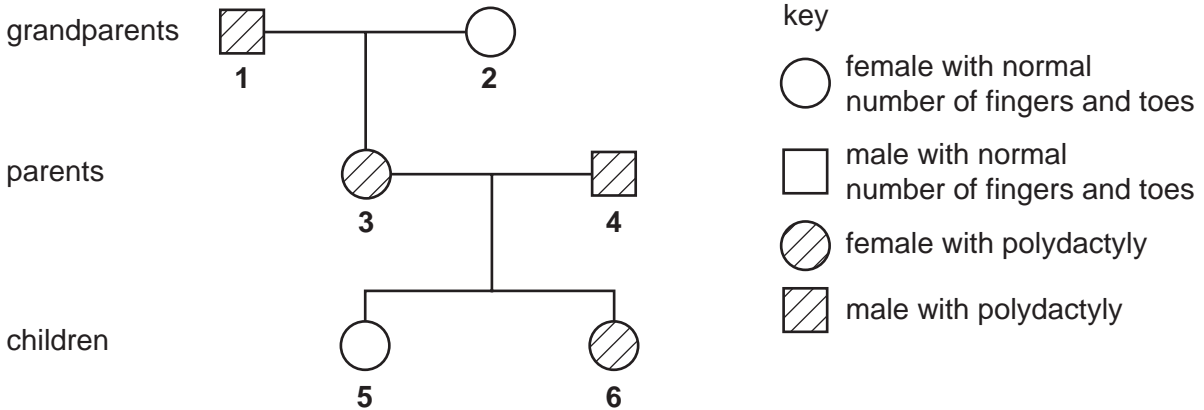 grandparents
1
2
parents
3
4
children
5
6
key
female with normal
number of fingers and toes
male with normal
number of fingers and toes
female with polydactyly
male with polydactyly